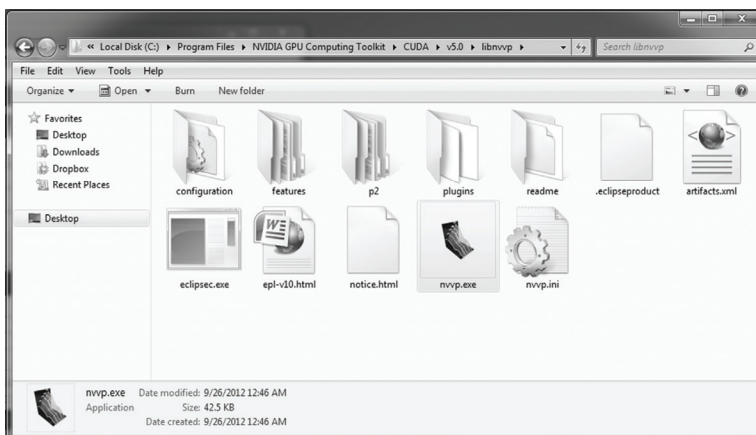 « Local Disk (C:) ▸ Program Files ▸ NVIDIA GPU Computing Toolkit ▸ CUDA ▸ v5.0 ▸ libnvvp ▸
Search libnvvp
File Edit View Tools Help
Organize Open Burn New folder
Favorites
Desktop
Downloads
Dropbox
Recent Places
Desktop
configuration features p2 plugins readme .eclipseproduct artifacts.xml
eclipsec.exe epl-v10.html notice.html nvvp.exe nvvp.ini
nvvp.exe Date modified: 9/26/2012 12:46 AM
Application Size: 42.5 KB
Date created: 9/26/2012 12:46 AM